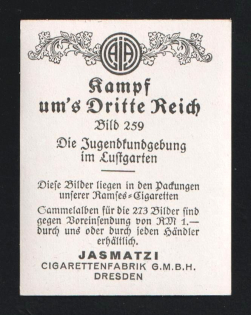 Kampf
um's Dritte Reich
Bild 259
Die Jugendkundgebung
im Lustgarten
Diese Bilder liegen in den Packungen
unserer Ramses-Cigaretten
Sammelalben für die 273 Bilder sind
gegen Voreinsendung von RM 1.—
durch uns oder durch jeden Händler
erhältlich.
JASMATZI
CIGARETTENFABRIK G.M.B.H.
DRESDEN